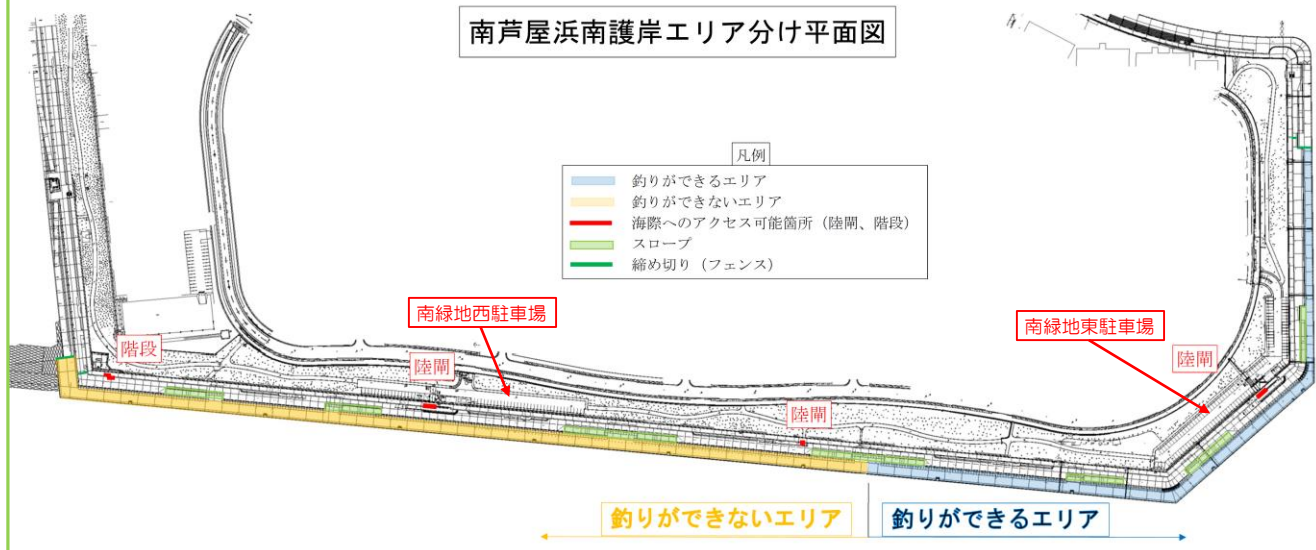 南芦屋浜南護岸エリア分け平面図
凡例
釣りができるエリア
釣りができないエリア
海際へのアクセス可能箇所（陸閘、階段）
スロープ
締め切り（フェンス）
南緑地西駐車場
南緑地東駐車場
階段
陸閘
陸閘
陸閘
釣りができないエリア
釣りができるエリア